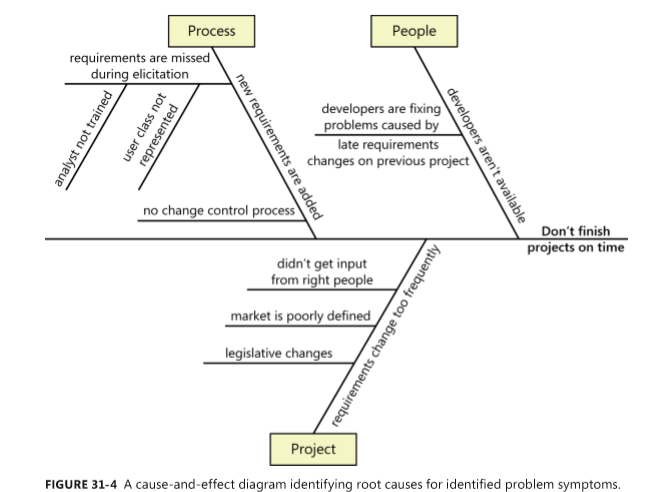 Process
People
requirements are missed
during elicitation
analyst not trained
user class not
represented
new requirements are added
no change control process
developers are fixing
problems caused by
late requirements
changes on previous project
developers aren't available
Don't finish
projects on time
didn't get input
from right people
market is poorly defined
legislative changes
requirements change too frequently
Project
FIGURE 31-4 A cause-and-effect diagram identifying root causes for identified problem symptoms.